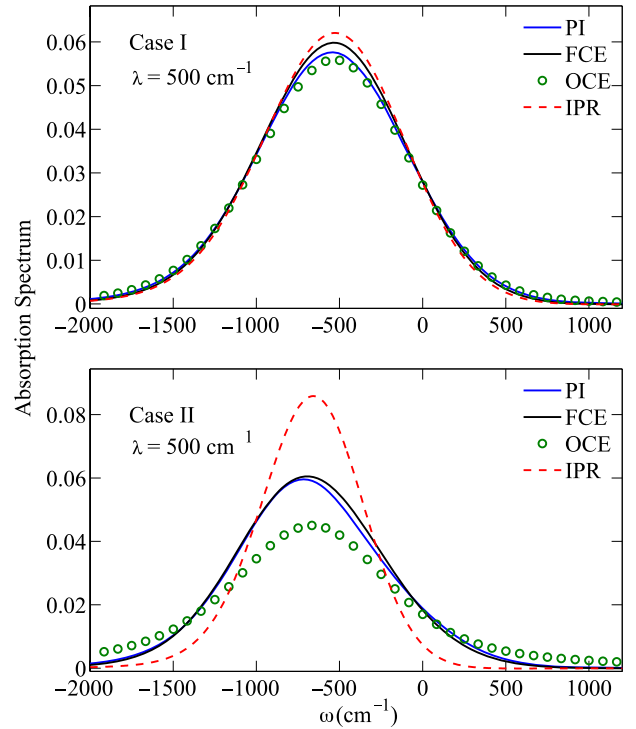 Absorption Spectrum
Case I
λ = 500 cm⁻¹
PI
FCE
OCE
IPR
0.06
0.05
0.04
0.03
0.02
0.01
0
−2000 −1500 −1000 −500 0 500 1000
Case II
λ = 500 cm ¹
PI
FCE
OCE
IPR
0.08
0.06
0.04
0.02
0
−2000 −1500 −1000 −500 0 500 1000
ω(cm⁻¹)